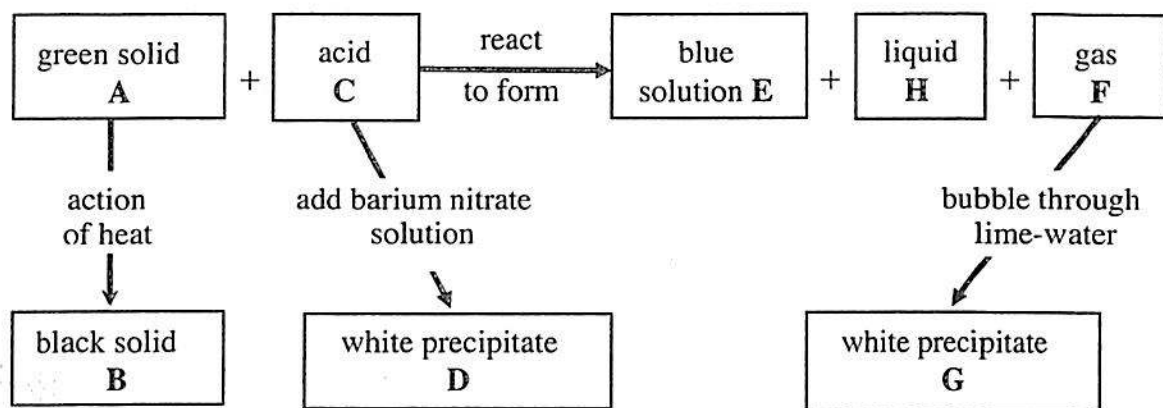 green solid
A
+
acid
C
react
to form
blue
solution E
+
liquid
H
+
gas
F
action
of heat
add barium nitrate
solution
bubble through
lime-water
black solid
B
white precipitate
D
white precipitate
G